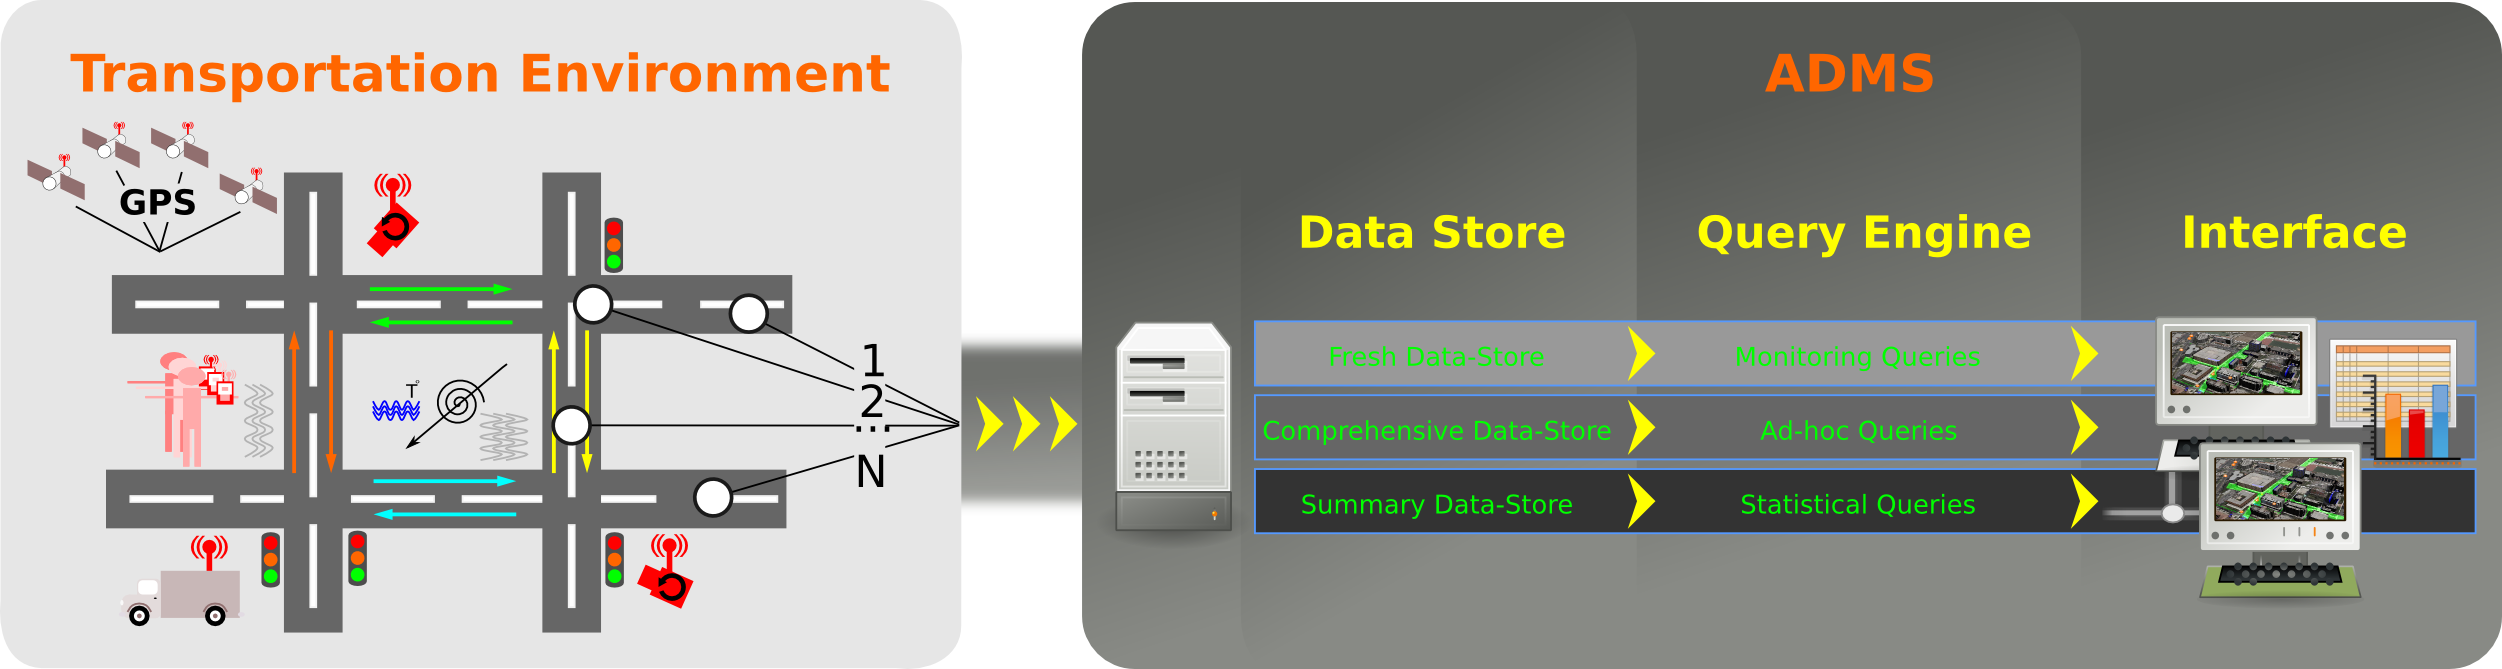 Transportation Environment
GPS
T°
1
2
...
N
ADMS
Data Store
Query Engine
Interface
Fresh Data-Store
Monitoring Queries
Comprehensive Data-Store
Ad-hoc Queries
Summary Data-Store
Statistical Queries